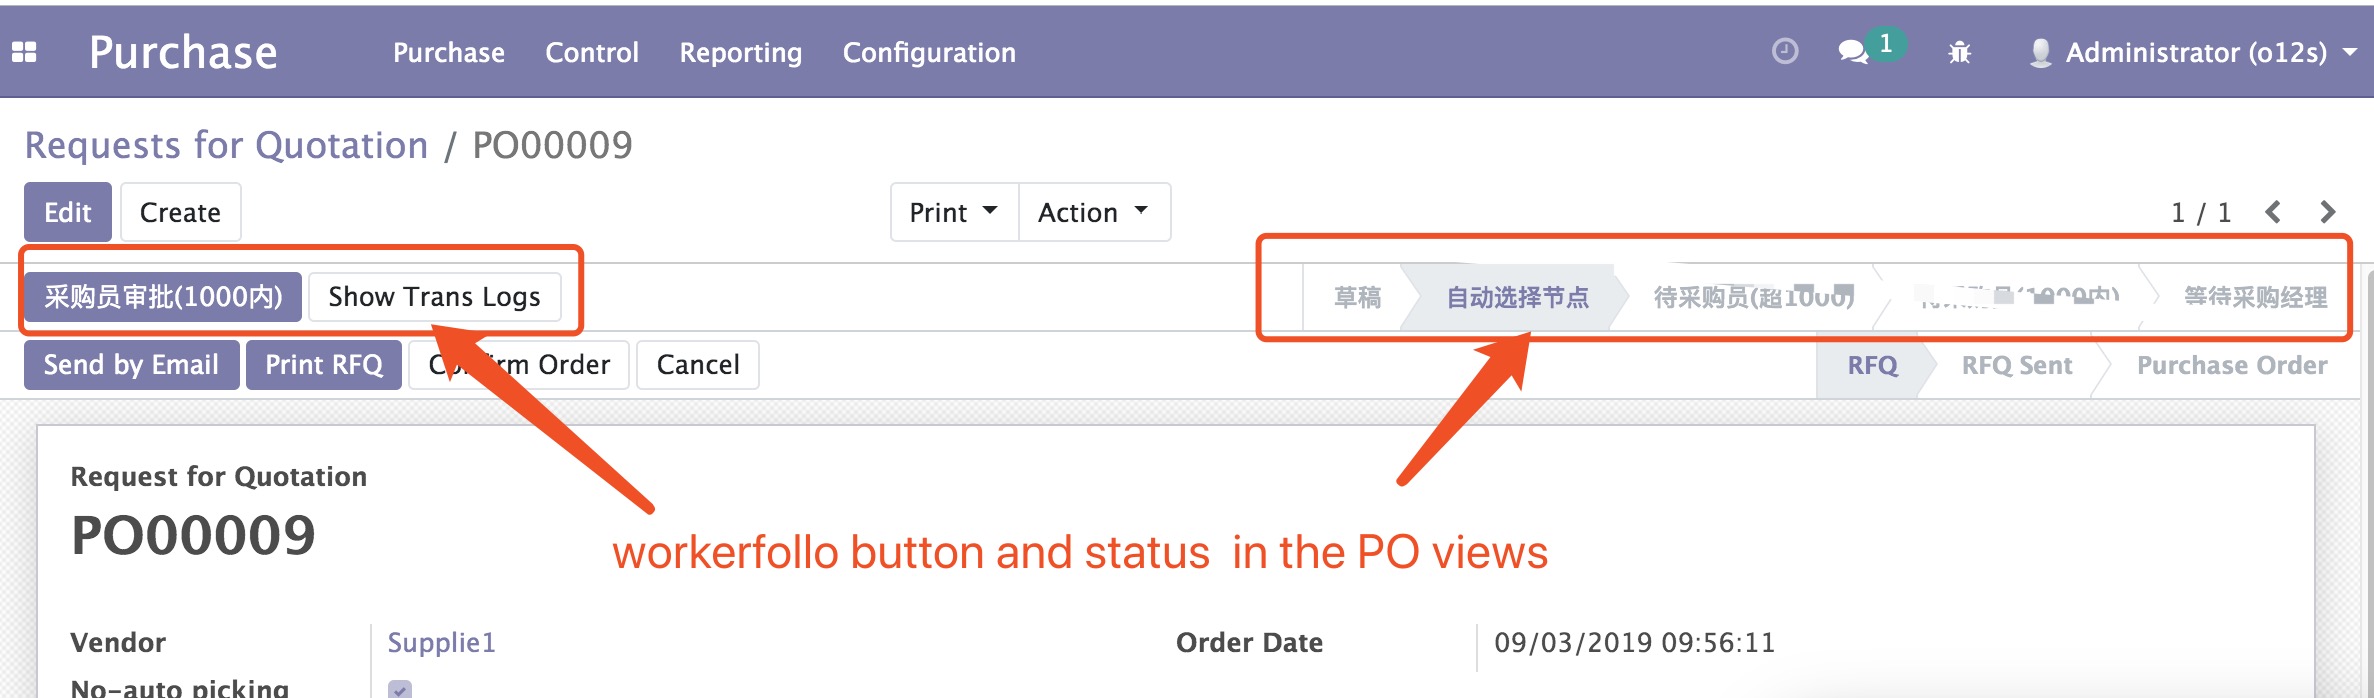 Purchase Purchase Control Reporting Configuration 1 Administrator (o12s)
Requests for Quotation / PO00009
Edit Create Print Action 1 / 1
采购员审批(1000内) Show Trans Logs 草稿 自动选择节点 待采购员(超1000) 等待采购经理
Send by Email Print RFQ Order Cancel RFQ RFQ Sent Purchase Order
Request for Quotation
PO00009
workerfollo button and status in the PO views
Vendor Supplie1 Order Date 09/03/2019 09:56:11
No-auto picking